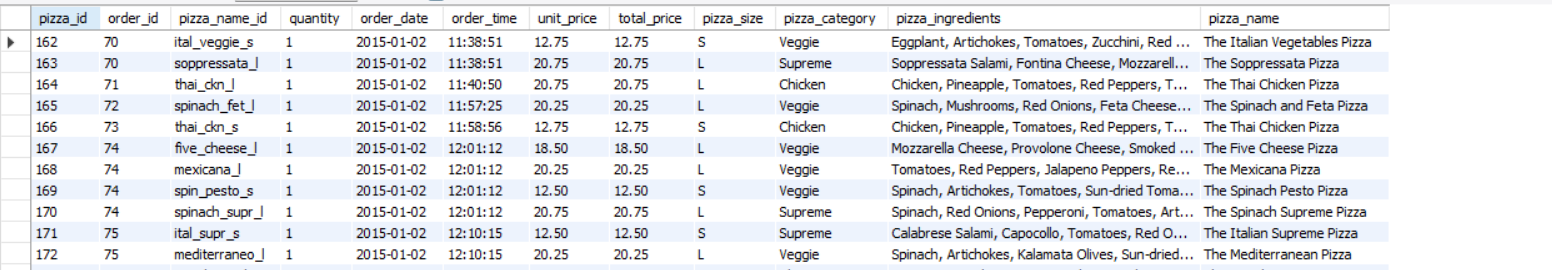 pizza_id order_id pizza_name_id quantity order_date order_time unit_price total_price pizza_size pizza_category pizza_ingredients pizza_name
162 70 ital_veggie_s 1 2015-01-02 11:38:51 12.75 12.75 S Veggie Eggplant, Artichokes, Tomatoes, Zucchini, Red ... The Italian Vegetables Pizza
163 70 soppressata_l 1 2015-01-02 11:38:51 20.75 20.75 L Supreme Soppressata Salami, Fontina Cheese, Mozzarell... The Soppressata Pizza
164 71 thai_ckn_l 1 2015-01-02 11:40:50 20.75 20.75 L Chicken Chicken, Pineapple, Tomatoes, Red Peppers, T... The Thai Chicken Pizza
165 72 spinach_fet_l 1 2015-01-02 11:57:25 20.25 20.25 L Veggie Spinach, Mushrooms, Red Onions, Feta Cheese... The Spinach and Feta Pizza
166 73 thai_ckn_s 1 2015-01-02 11:58:56 12.75 12.75 S Chicken Chicken, Pineapple, Tomatoes, Red Peppers, T... The Thai Chicken Pizza
167 74 five_cheese_l 1 2015-01-02 12:01:12 18.50 18.50 L Veggie Mozzarella Cheese, Provolone Cheese, Smoked ... The Five Cheese Pizza
168 74 mexicana_l 1 2015-01-02 12:01:12 20.25 20.25 L Veggie Tomatoes, Red Peppers, Jalapeno Peppers, Re... The Mexicana Pizza
169 74 spin_pesto_s 1 2015-01-02 12:01:12 12.50 12.50 S Veggie Spinach, Artichokes, Tomatoes, Sun-dried Toma... The Spinach Pesto Pizza
170 74 spinach_supr_l 1 2015-01-02 12:01:12 20.75 20.75 L Supreme Spinach, Red Onions, Pepperoni, Tomatoes, Art... The Spinach Supreme Pizza
171 75 ital_supr_s 1 2015-01-02 12:10:15 12.50 12.50 S Supreme Calabrese Salami, Capocollo, Tomatoes, Red O... The Italian Supreme Pizza
172 75 mediterraneo_l 1 2015-01-02 12:10:15 20.25 20.25 L Veggie Spinach, Artichokes, Kalamata Olives, Sun-dried... The Mediterranean Pizza